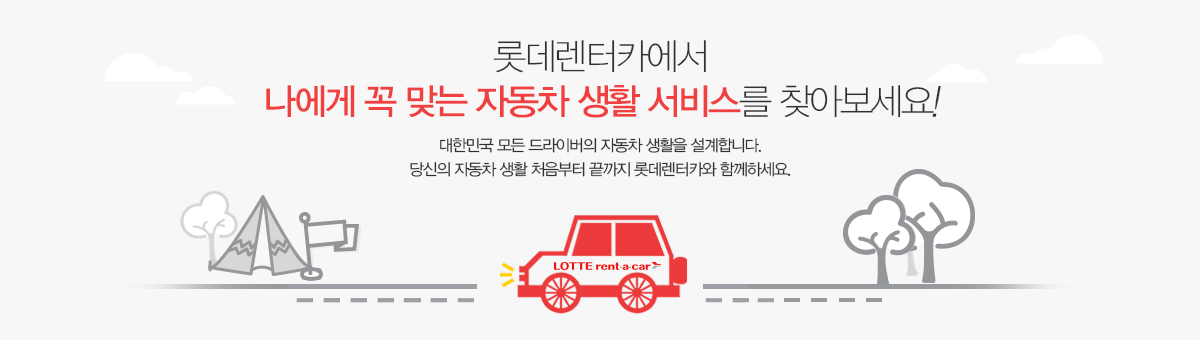 롯데렌터카에서
나에게 꼭 맞는 자동차 생활 서비스를 찾아보세요!
대한민국 모든 드라이버의 자동차 생활을 설계합니다.
당신의 자동차 생활 처음부터 끝까지 롯데렌터카와 함께하세요.
LOTTE rent-a-car